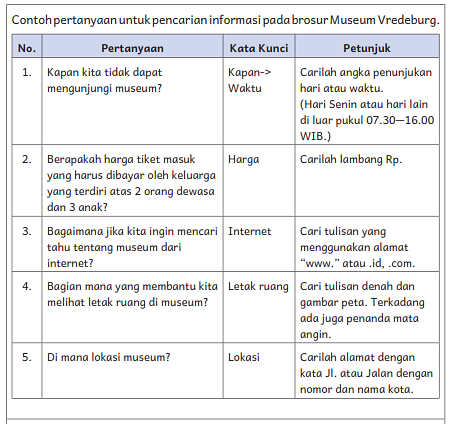 Contoh pertanyaan untuk pencarian informasi pada brosur Museum Vredeburg.
No. Pertanyaan Kata Kunci Petunjuk
1. Kapan kita tidak dapat mengunjungi museum? Kapan-> Waktu Carilah angka penunjukan hari atau waktu. (Hari Senin atau hari lain di luar pukul 07.30—16.00 WIB.)
2. Berapakah harga tiket masuk yang harus dibayar oleh keluarga yang terdiri atas 2 orang dewasa dan 3 anak? Harga Carilah lambang Rp.
3. Bagaimana jika kita ingin mencari tahu tentang museum dari internet? Internet Cari tulisan yang menggunakan alamat “www.” atau .id, .com.
4. Bagian mana yang membantu kita melihat letak ruang di museum? Letak ruang Cari tulisan denah dan gambar peta. Terkadang ada juga penanda mata angin.
5. Di mana lokasi museum? Lokasi Carilah alamat dengan kata Jl. atau Jalan dengan nomor dan nama kota.